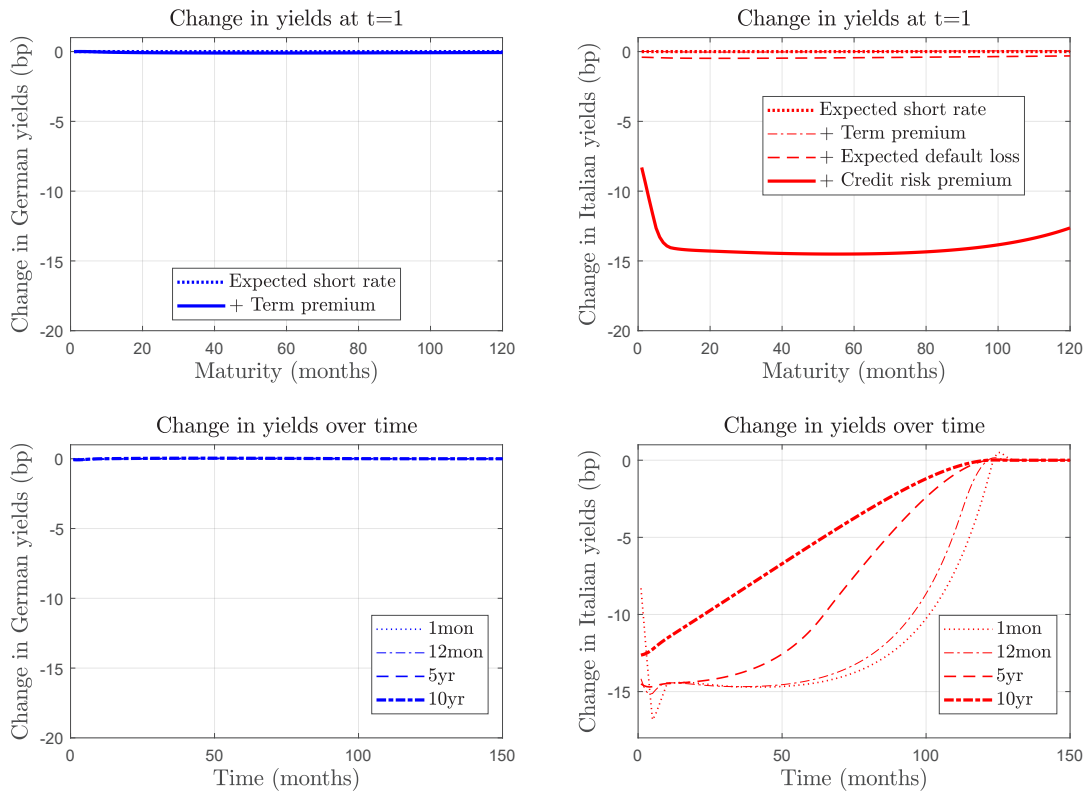 Change in yields at t=1
Change in German yields (bp)
0
-5
-10
-15
-20
Expected short rate
+ Term premium
0 20 40 60 80 100 120
Maturity (months)
Change in yields at t=1
Change in Italian yields (bp)
0
-5
-10
-15
-20
Expected short rate
+ Term premium
+ Expected default loss
+ Credit risk premium
0 20 40 60 80 100 120
Maturity (months)
Change in yields over time
Change in German yields (bp)
0
-5
-10
-15
-20
1mon
12mon
5yr
10yr
0 50 100 150
Time (months)
Change in yields over time
Change in Italian yields (bp)
0
-5
-10
-15
1mon
12mon
5yr
10yr
0 50 100 150
Time (months)